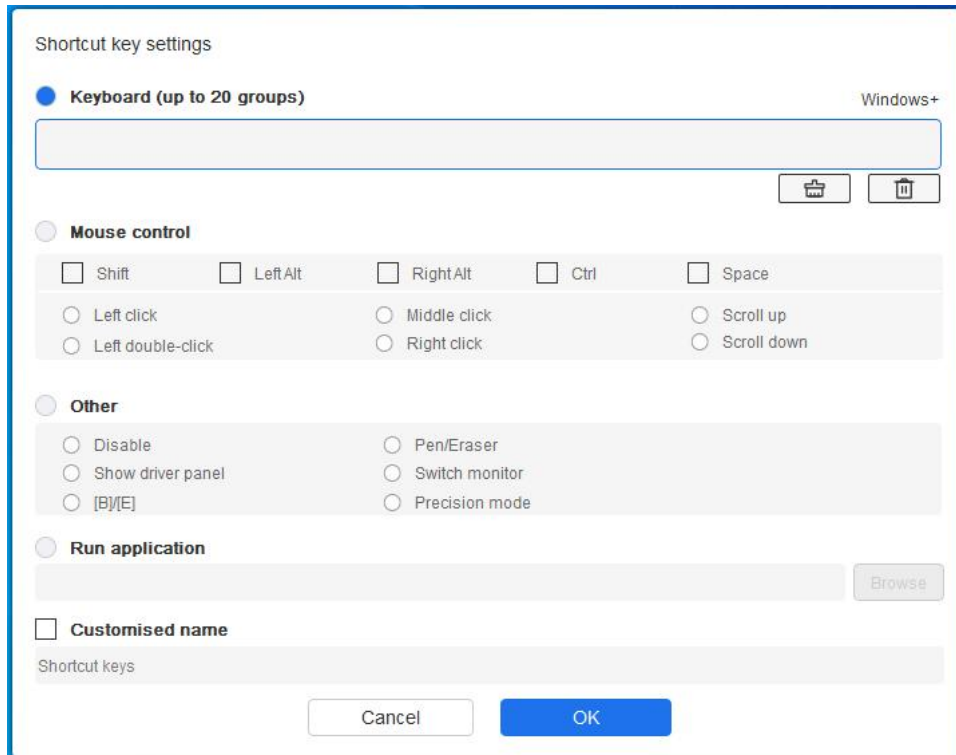 Shortcut key settings
Keyboard (up to 20 groups)
Windows+
Mouse control
Shift Left Alt Right Alt Ctrl Space
Left click Middle click Scroll up
Left double-click Right click Scroll down
Other
Disable Pen/Eraser
Show driver panel Switch monitor
[B]/[E] Precision mode
Run application
Browse
Customised name
Shortcut keys
Cancel OK